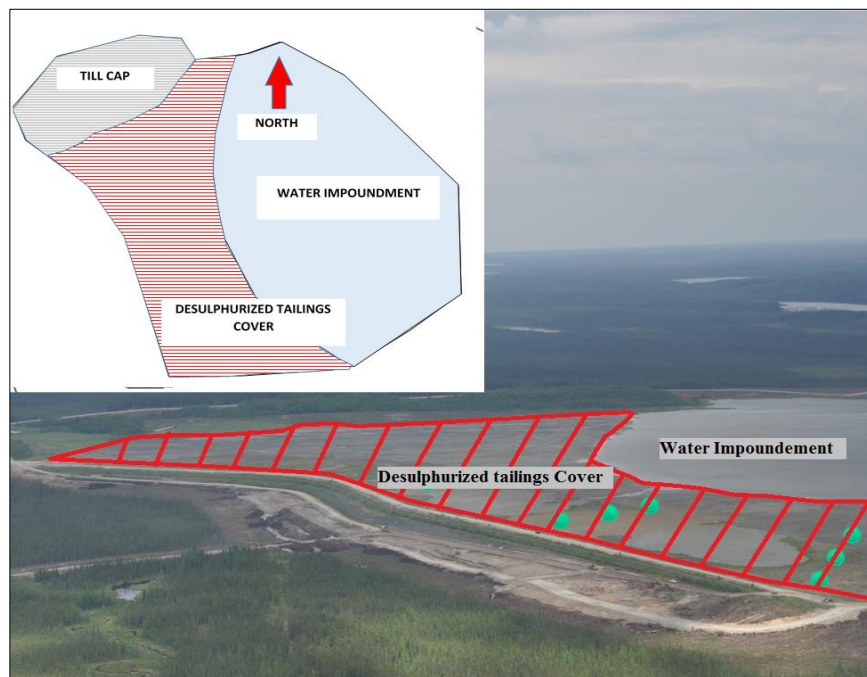 TILL CAP
NORTH
WATER IMPOUNDMENT
DESULPHURIZED TAILINGS
COVER
Water Impoundement
Desulphurized tailings Cover